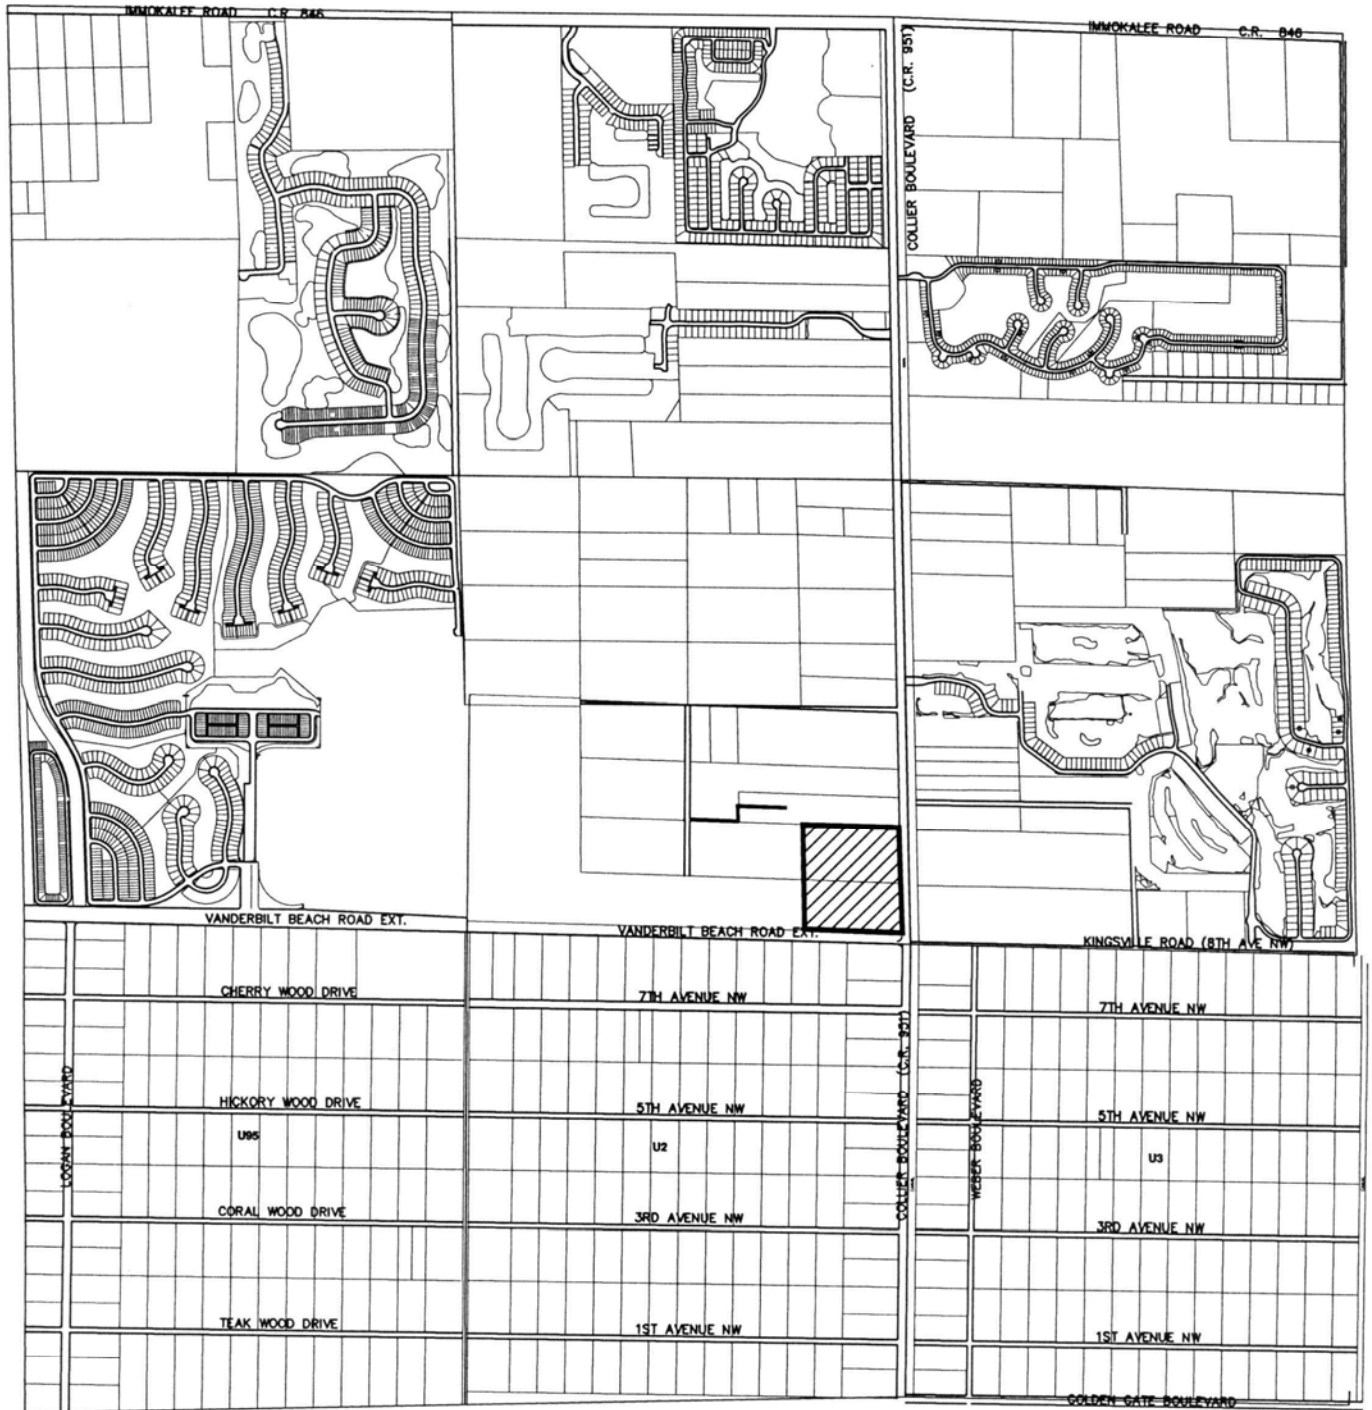 IMMOKALEE ROAD C.R. 846
IMMOKALEE ROAD C.R. 846
COLLIER BOULEVARD (C.R. 951)
VANDERBILT BEACH ROAD EXT.
VANDERBILT BEACH ROAD EXT.
KINGSVILLE ROAD (8TH AVE NW)
CHERRY WOOD DRIVE
7TH AVENUE NW
7TH AVENUE NW
COLLIER BOULEVARD (C.R. 951)
LOGAN BOULEVARD
WEBER BOULEVARD
HICKORY WOOD DRIVE
5TH AVENUE NW
5TH AVENUE NW
U95
U2
U3
CORAL WOOD DRIVE
3RD AVENUE NW
3RD AVENUE NW
TEAK WOOD DRIVE
1ST AVENUE NW
1ST AVENUE NW
GOLDEN GATE BOULEVARD